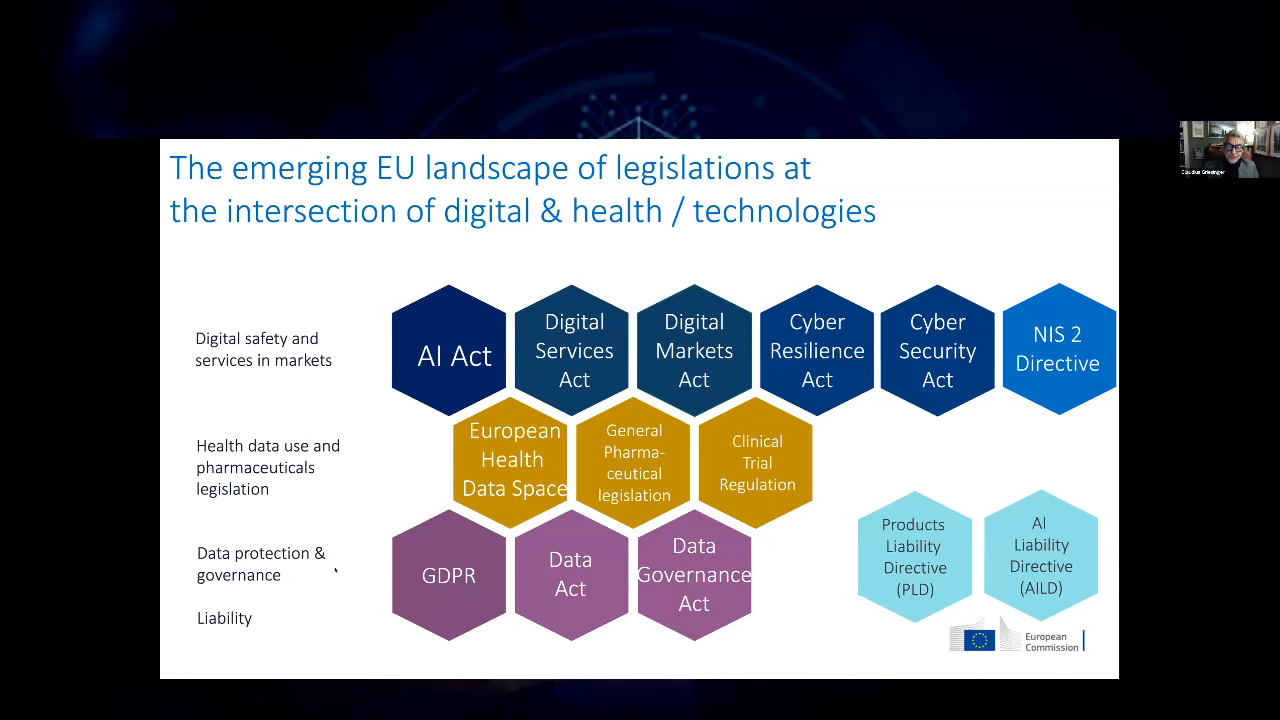 The emerging EU landscape of legislations at
the intersection of digital & health / technologies
Claudius Griesinger
Digital safety and
services in markets
AI Act
Digital
Services
Act
Digital
Markets
Act
Cyber
Resilience
Act
Cyber
Security
Act
NIS 2
Directive
Health data use and
pharmaceuticals
legislation
European
Health
Data Space
General
Pharma-
ceutical
legislation
Clinical
Trial
Regulation
Data protection &
governance
Liability
GDPR
Data
Act
Data
Governance
Act
Products
Liability
Directive
(PLD)
AI
Liability
Directive
(AILD)
European
Commission